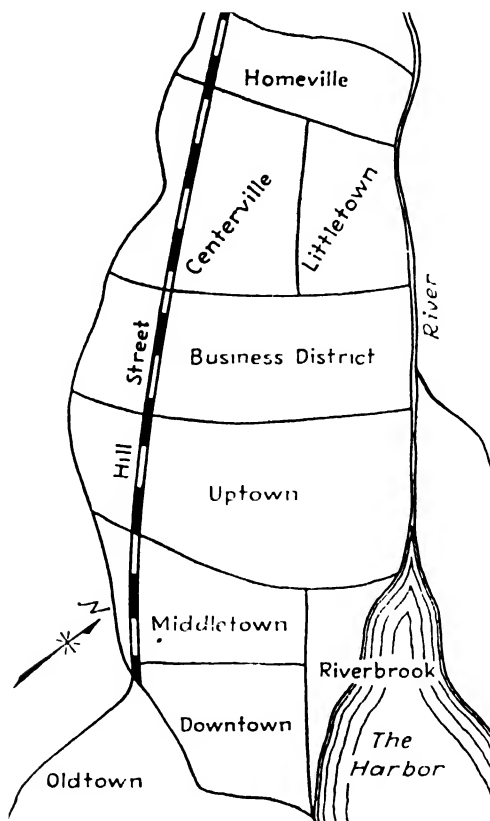 Homeville
Centerville
Littletown
River
Street
Business District
Hill
Uptown
N
Middletown
Riverbrook
Downtown
The
Harbor
Oldtown